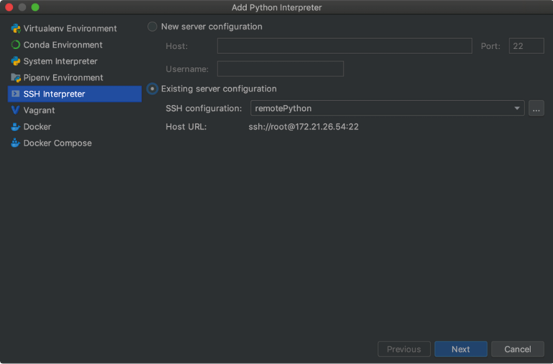 Add Python Interpreter
Virtualenv Environment
Conda Environment
System Interpreter
Pipenv Environment
SSH Interpreter
Vagrant
Docker
Docker Compose
New server configuration
Host:
Port: 22
Username:
Existing server configuration
SSH configuration: remotePython ...
Host URL: ssh://root@172.21.26.54:22
Previous Next Cancel